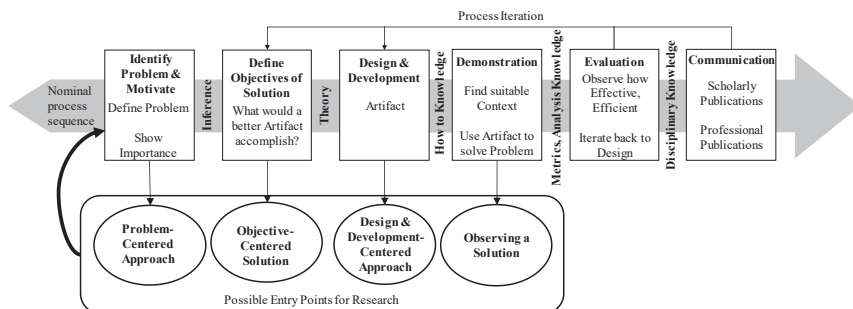 Process Iteration
Nominal
process
sequence
Identify
Problem &
Motivate
Define Problem
Show
Importance
Inference
Define
Objectives of
Solution
What would a
better Artifact
accomplish?
Theory
Design &
Development
Artifact
How to Knowledge
Demonstration
Find suitable
Context
Use Artifact to
solve Problem
Metrics, Analysis Knowledge
Evaluation
Observe how
Effective,
Efficient
Iterate back to
Design
Disciplinary Knowledge
Communication
Scholarly
Publications
Professional
Publications
Problem-
Centered
Approach
Objective-
Centered
Solution
Design &
Development-
Centered
Approach
Observing a
Solution
Possible Entry Points for Research